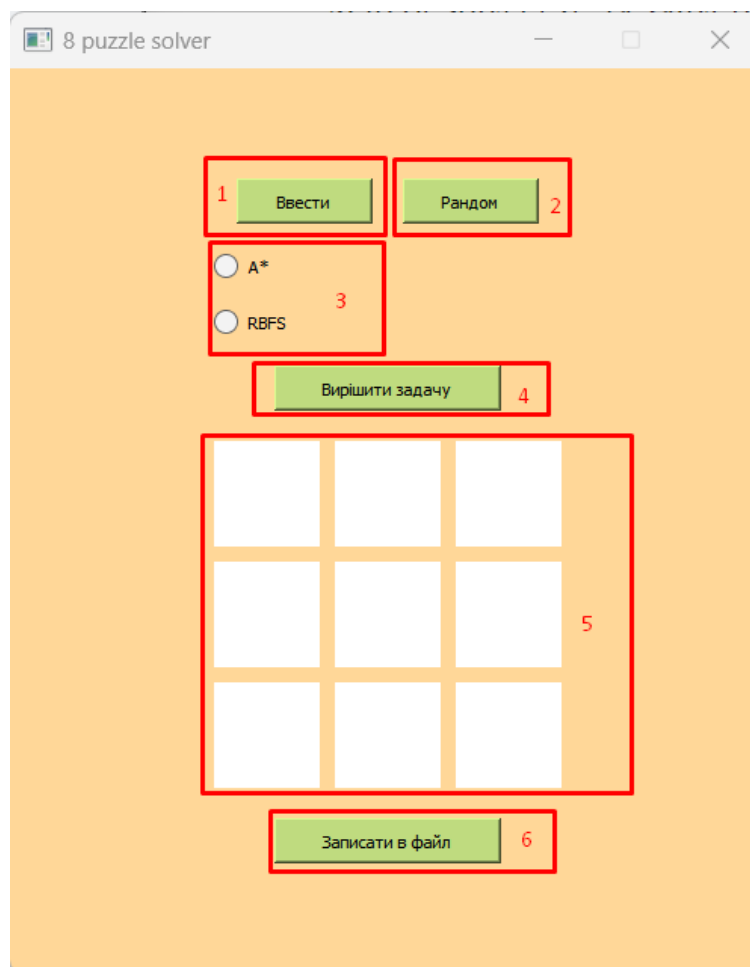 8 puzzle solver
1 Ввести Рандом 2
A*
3
RBFS
Вирішити задачу 4
5
Записати в файл 6